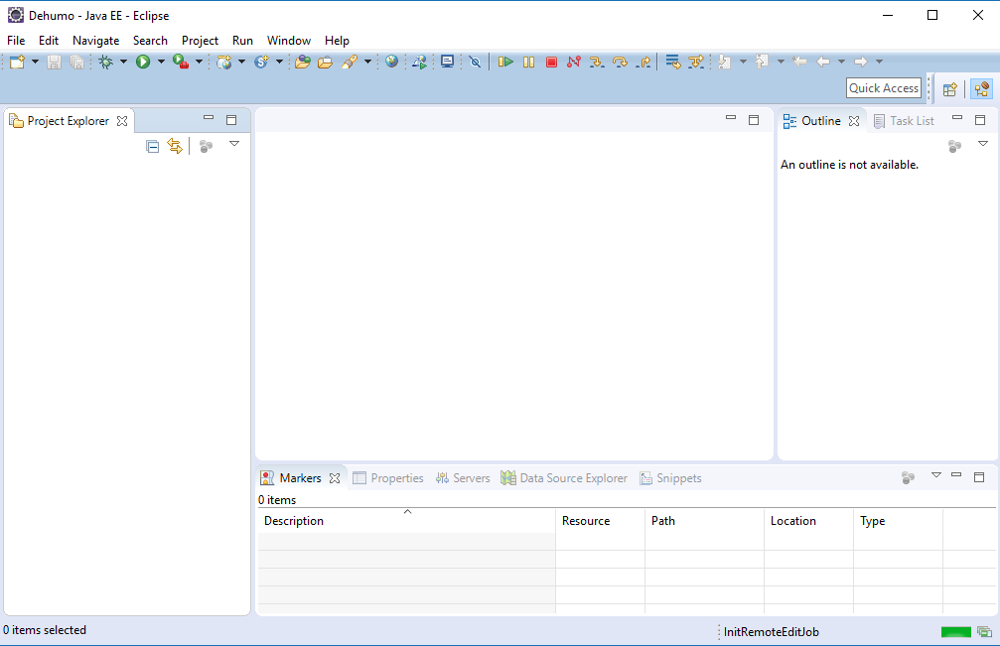 Dehumo - Java EE - Eclipse
File Edit Navigate Search Project Run Window Help
Quick Access
Project Explorer
Outline Task List
An outline is not available.
Markers Properties Servers Data Source Explorer Snippets
0 items
Description Resource Path Location Type
0 items selected InitRemoteEditJob